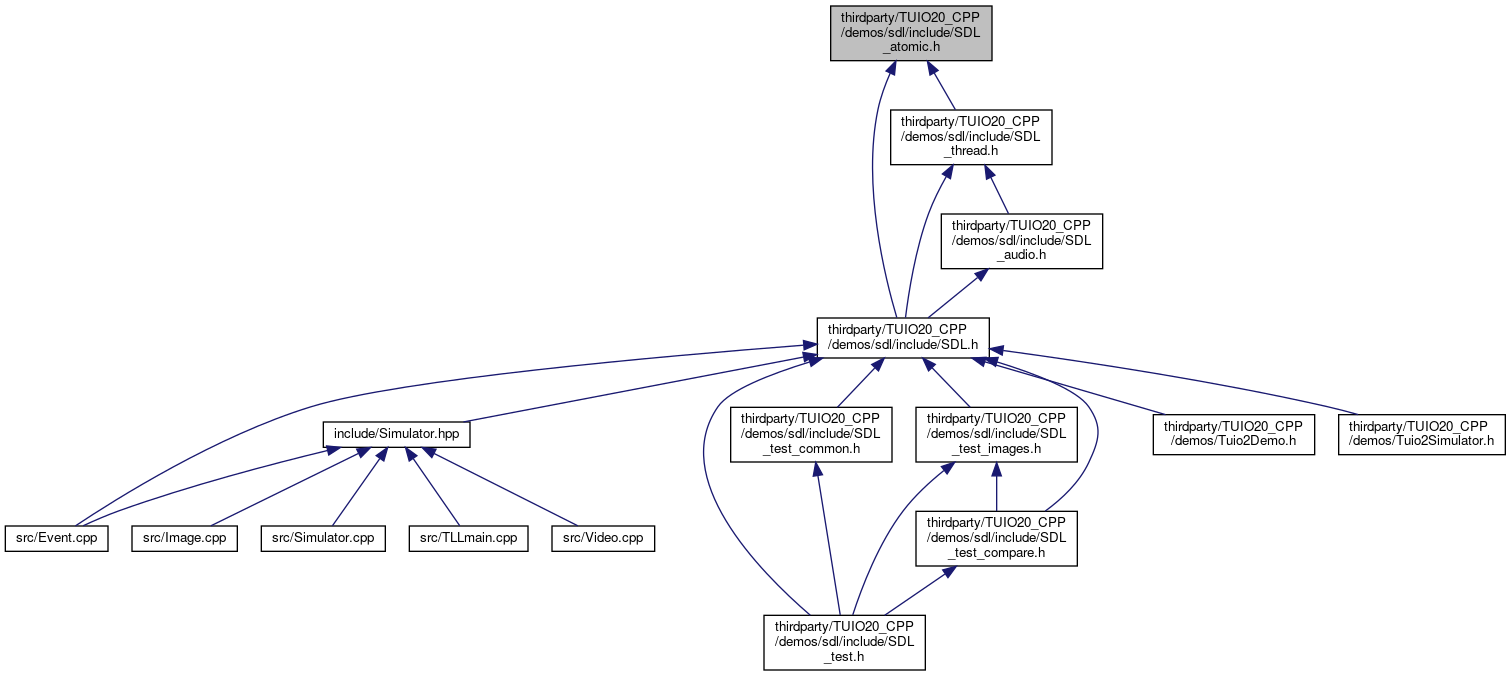 thirdparty/TUIO20_CPP
/demos/sdl/include/SDL
_atomic.h
thirdparty/TUIO20_CPP
/demos/sdl/include/SDL
_thread.h
thirdparty/TUIO20_CPP
/demos/sdl/include/SDL
_audio.h
thirdparty/TUIO20_CPP
/demos/sdl/include/SDL.h
include/Simulator.hpp
thirdparty/TUIO20_CPP
/demos/sdl/include/SDL
_test_common.h
thirdparty/TUIO20_CPP
/demos/sdl/include/SDL
_test_images.h
thirdparty/TUIO20_CPP
/demos/Tuio2Demo.h
thirdparty/TUIO20_CPP
/demos/Tuio2Simulator.h
src/Event.cpp
src/Image.cpp
src/Simulator.cpp
src/TLLmain.cpp
src/Video.cpp
thirdparty/TUIO20_CPP
/demos/sdl/include/SDL
_test_compare.h
thirdparty/TUIO20_CPP
/demos/sdl/include/SDL
_test.h